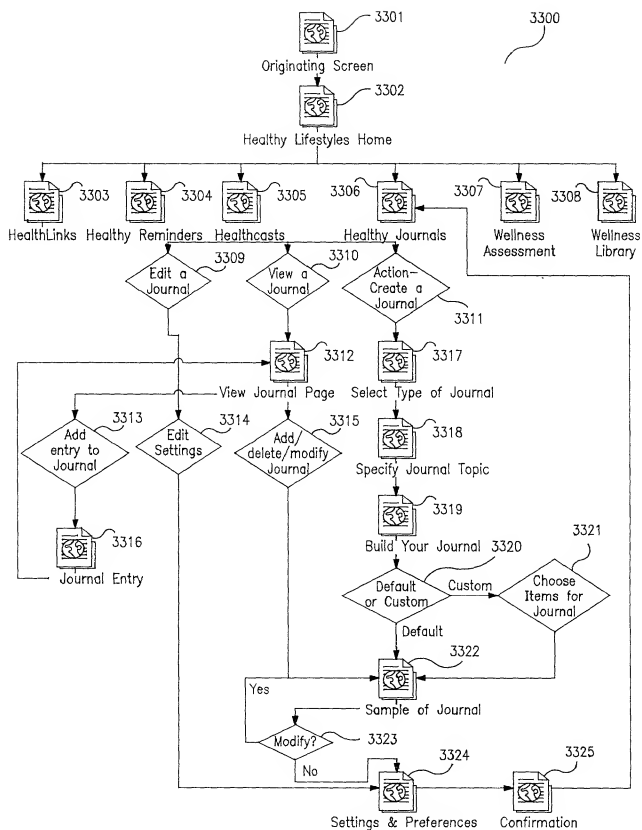 3301
3300
Originating Screen
3302
Healthy Lifestyles Home
3303
3304
3305
3306
3307
3308
HealthLinks
Healthy Reminders
Healthcasts
Healthy Journals
Wellness
Assessment
Wellness
Library
3309
Edit a
Journal
3310
View a
Journal
Action-
Create a
Journal
3311
3312
View Journal Page
3317
Select Type of Journal
3313
Add
entry to
Journal
3314
Edit
Settings
3315
Add/
delete/modify
Journal
3318
Specify Journal Topic
3316
Journal Entry
3319
Build Your Journal
3320
Default
or Custom
Custom
3321
Choose
Items for
Journal
Default
3322
Yes
Sample of Journal
Modify?
3323
No
3324
3325
Settings & Preferences
Confirmation